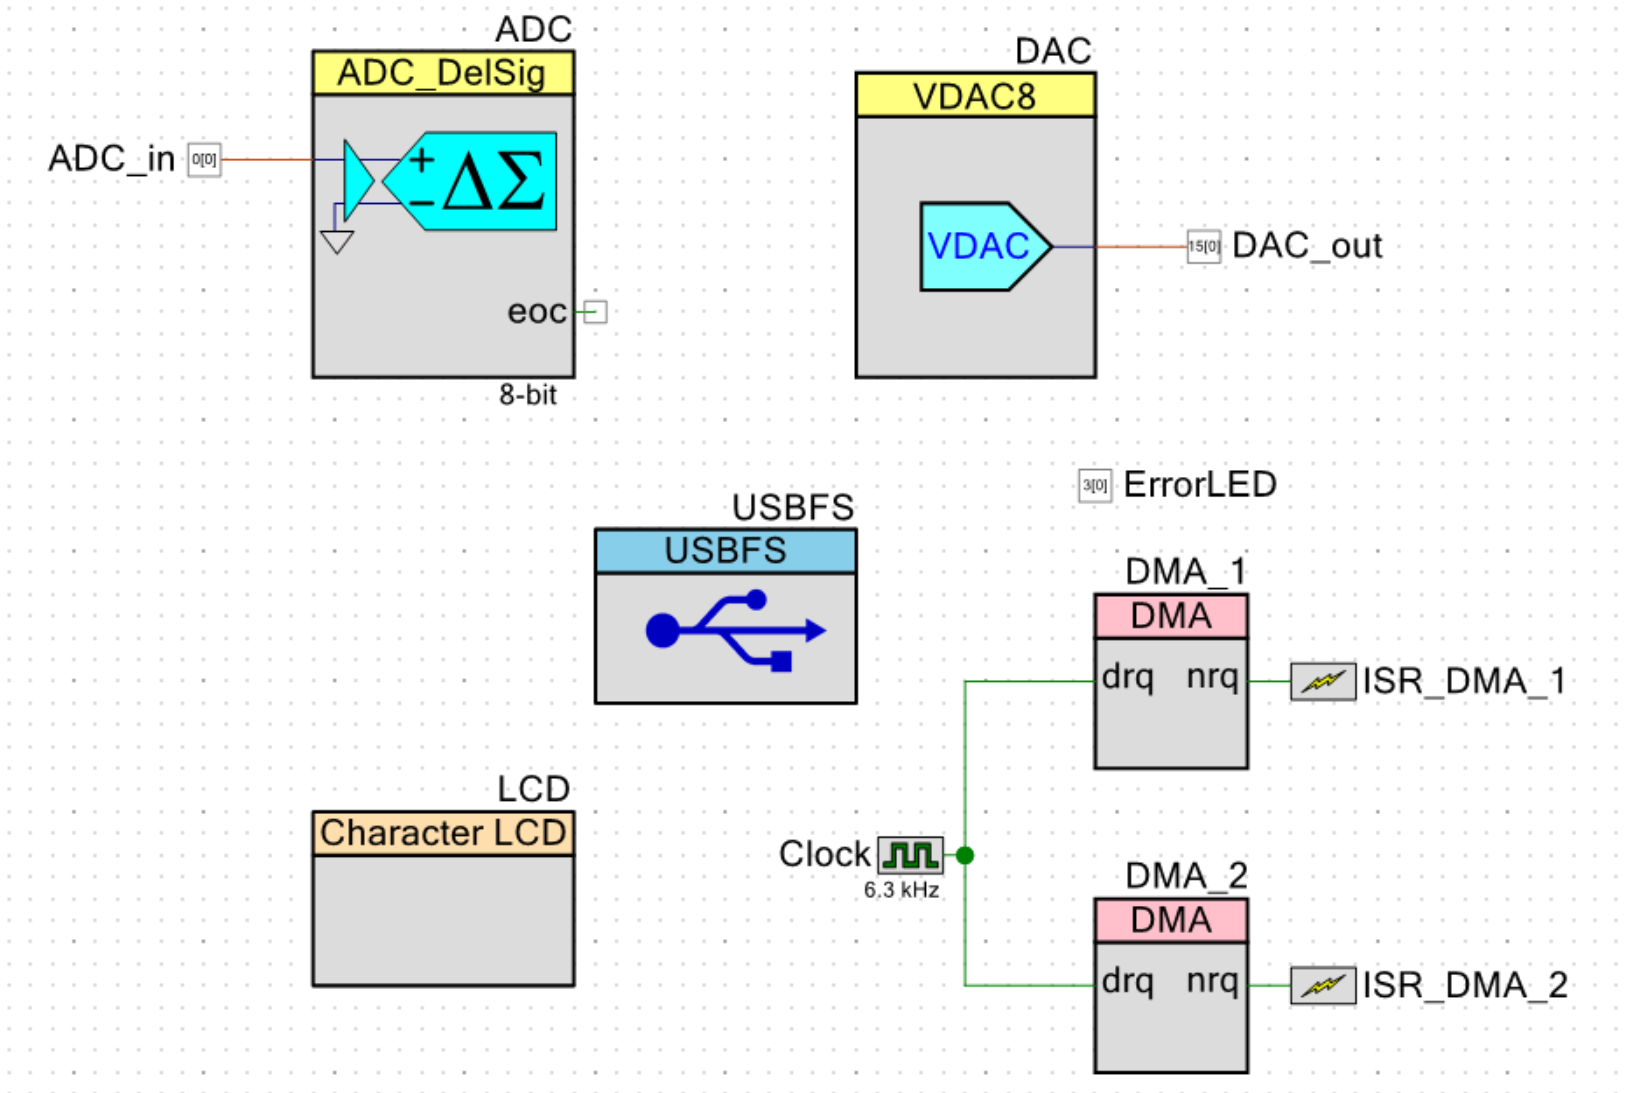 ADC
ADC_DelSig
ADC_in
0[0]
+
ΔΣ
−
eoc
8-bit
DAC
VDAC8
VDAC
15[0]
DAC_out
3[0]
ErrorLED
USBFS
USBFS
DMA_1
DMA
drq nrq
ISR_DMA_1
LCD
Character LCD
Clock
6.3 kHz
DMA_2
DMA
drq nrq
ISR_DMA_2